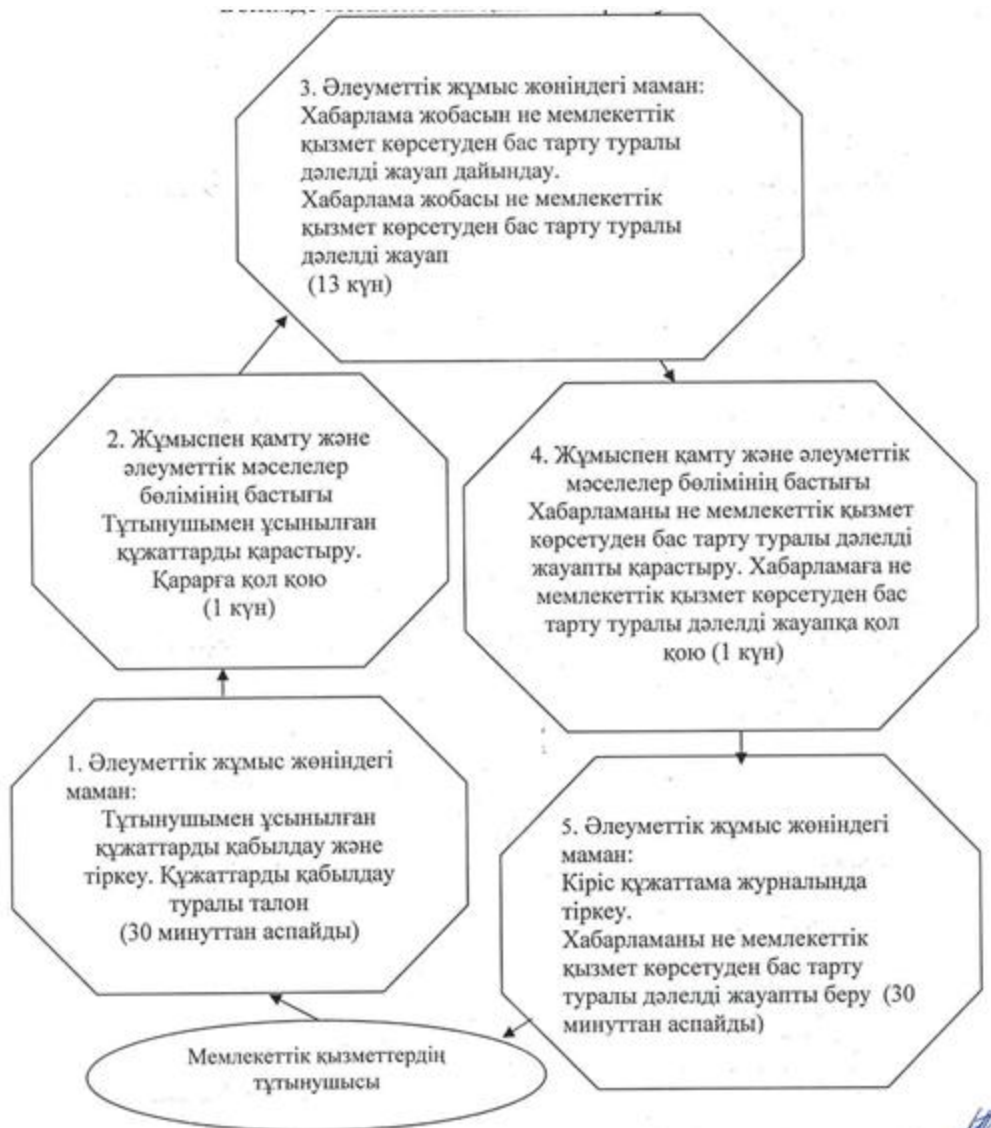 3. Әлеуметтік жұмыс жөніндегі маман:
Хабарлама жобасын не мемлекеттік
қызмет көрсетуден бас тарту туралы
дәлелді жауап дайындау.
Хабарлама жобасы не мемлекеттік
қызмет көрсетуден бас тарту туралы
дәлелді жауап
(13 күн)
2. Жұмыспен қамту және
әлеуметтік мәселелер
бөлімінің бастығы
Тұтынушымен ұсынылған
құжаттарды қарастыру.
Қарарға қол қою
(1 күн)
4. Жұмыспен қамту және әлеуметтік
мәселелер бөлімінің бастығы
Хабарламаны не мемлекеттік қызмет
көрсетуден бас тарту туралы дәлелді
жауапты қарастыру. Хабарламаға не
мемлекеттік қызмет көрсетуден бас
тарту туралы дәлелді жауапқа қол
қою (1 күн)
1. Әлеуметтік жұмыс жөніндегі
маман:
Тұтынушымен ұсынылған
құжаттарды қабылдау және
тіркеу. Құжаттарды қабылдау
туралы талон
(30 минуттан аспайды)
5. Әлеуметтік жұмыс жөніндегі
маман:
Кіріс құжаттама журналында
тіркеу.
Хабарламаны не мемлекеттік
қызмет көрсетуден бас тарту
туралы дәлелді жауапты беру (30
минуттан аспайды)
Мемлекеттік қызметтердің
тұтынушысы